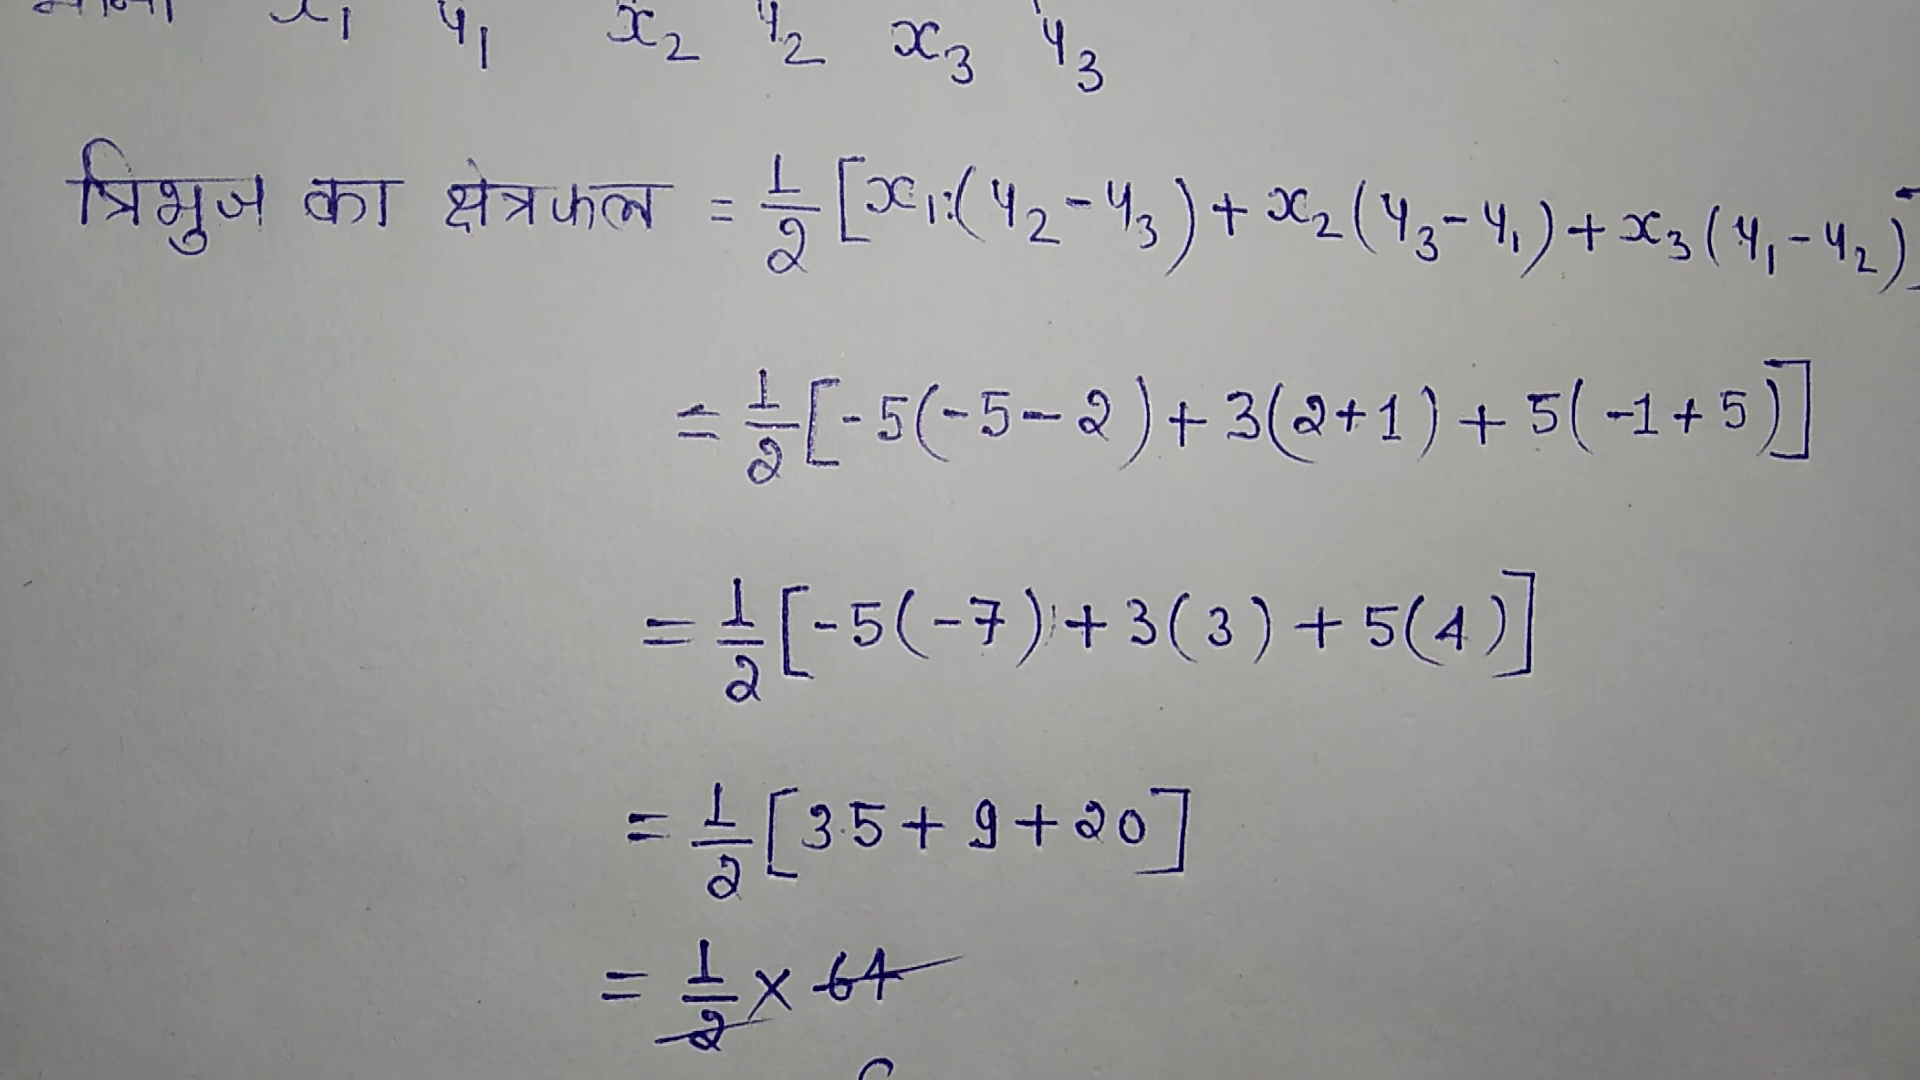 x₁ y₁ x₂ y₂ x₃ y₃
त्रिभुज का क्षेत्रफल = 1/2 [x₁(y₂-y₃)+x₂(y₃-y₁)+x₃(y₁-y₂)]
= 1/2 [-5(-5-2)+3(2+1)+5(-1+5)]
= 1/2 [-5(-7)+3(3)+5(4)]
= 1/2 [35+9+20]
= 1/2 × 64